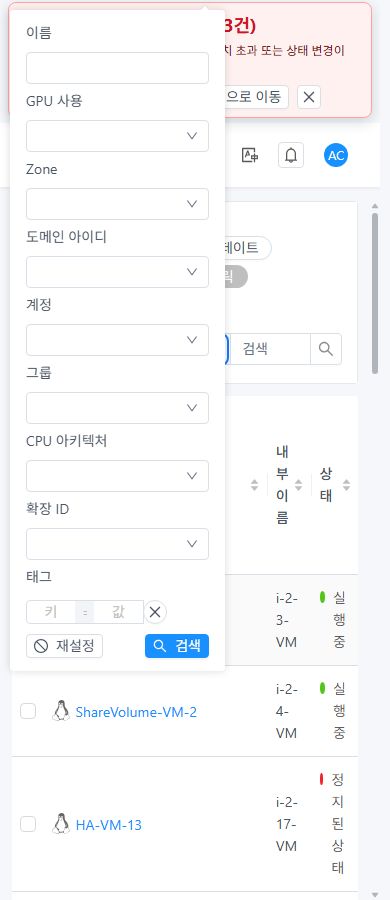 3건)
이름
치 초과 또는 상태 변경이
으로 이동
GPU 사용
Zone
AC
도메인 아이디
데이트
릭
계정
검색
그룹
CPU 아키텍처
내
부
이
름
상
태
확장 ID
태그
키 = 값
재설정
검색
i-2-
3-
VM
실
행
중
ShareVolume-VM-2
i-2-
4-
VM
실
행
중
HA-VM-13
i-2-
17-
VM
정
지
된
상
태